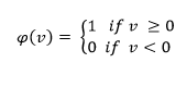 φ(v) = {1 if v ≥ 0
{0 if v < 0